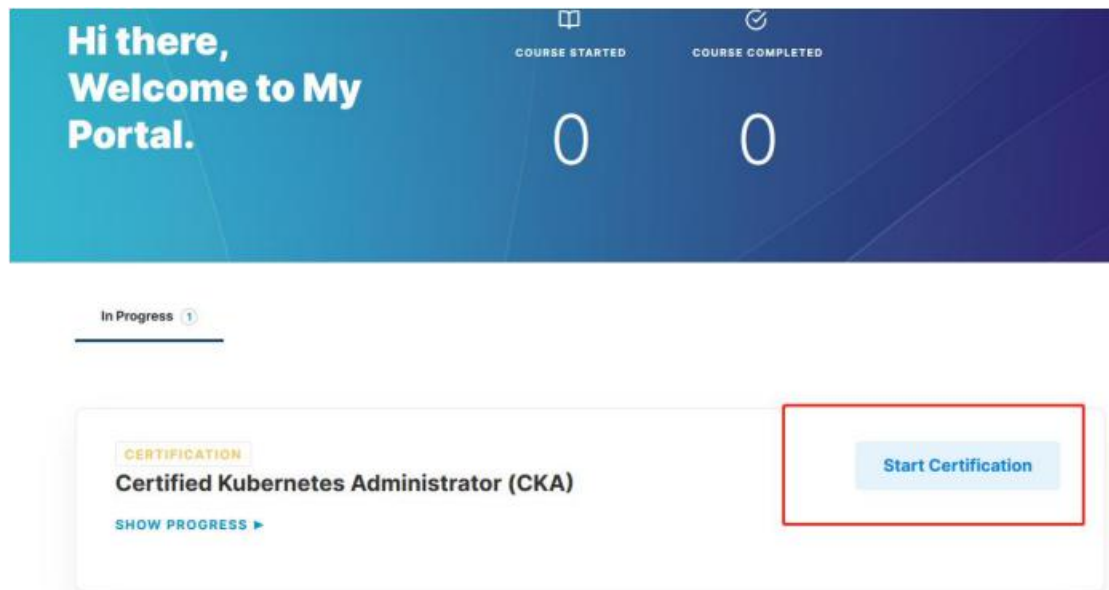 Hi there,
Welcome to My
Portal.
COURSE STARTED
COURSE COMPLETED
0
0
In Progress 1
CERTIFICATION
Certified Kubernetes Administrator (CKA)
SHOW PROGRESS ►
Start Certification